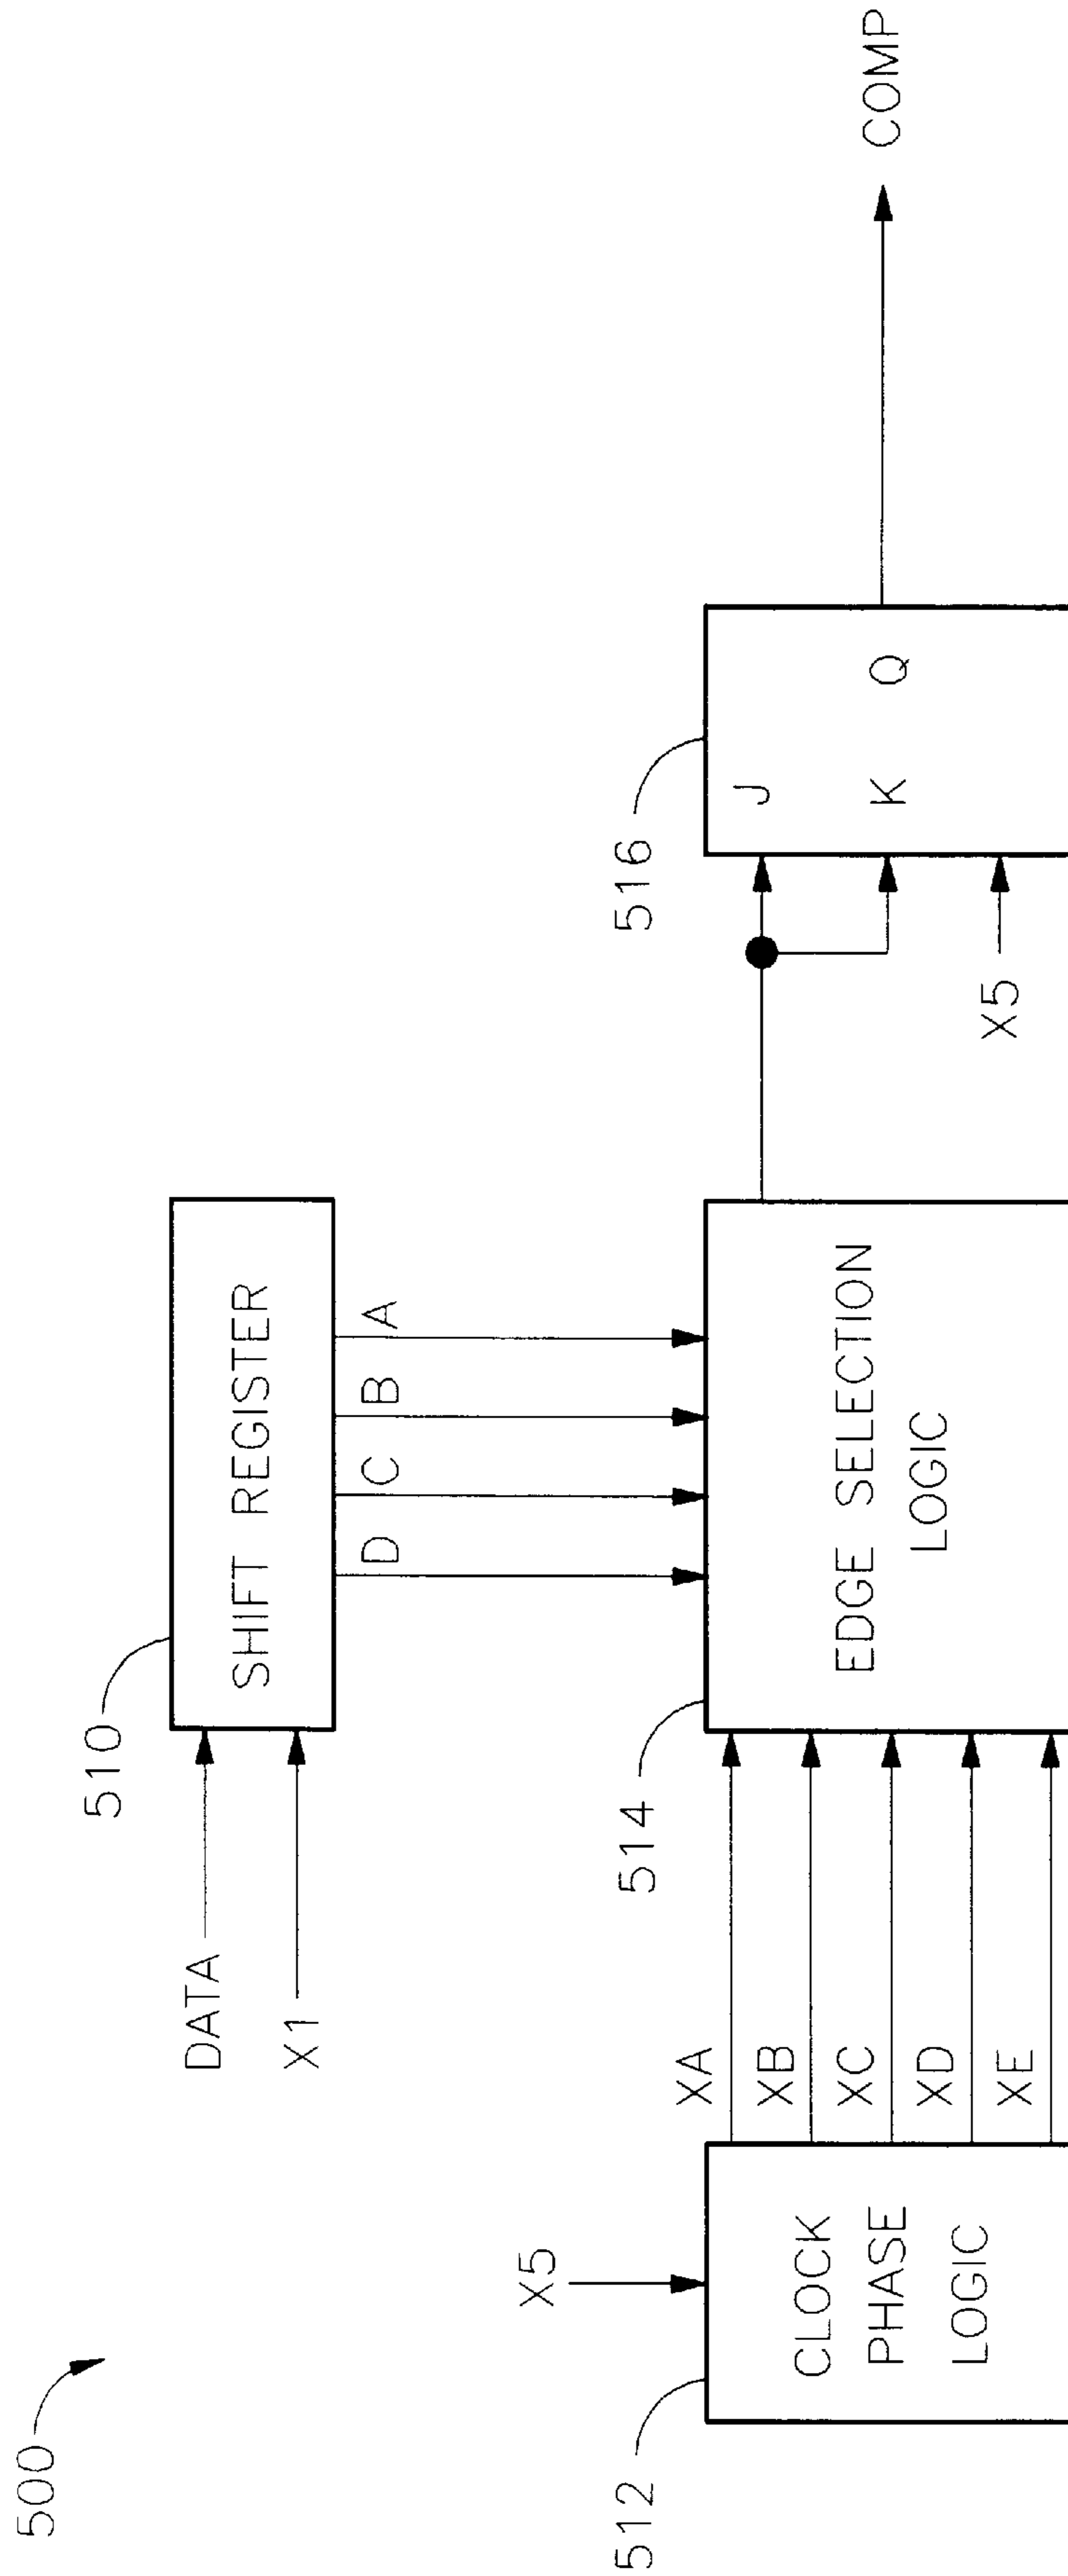 500
DATA
X1
510
SHIFT REGISTER
D
C
B
A
X5
512
CLOCK
PHASE
LOGIC
XA
XB
XC
XD
XE
514
EDGE SELECTION
LOGIC
516
J
K
Q
X5
COMP